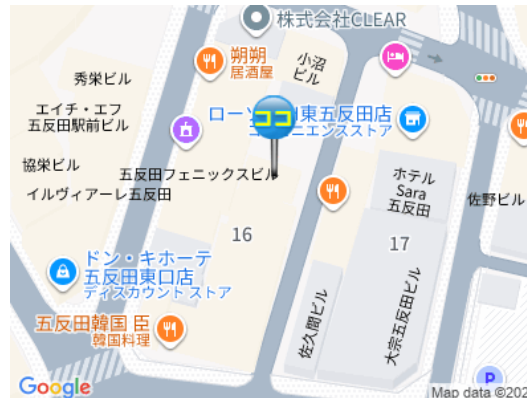 株式会社CLEAR
朔朔
居酒屋
小沼
ビル
秀栄ビル
エイチ・エフ
五反田駅前ビル
東五反田店
ココ
ンビニエンスストア
協栄ビル
五反田フェニックスビル
イルヴィアーレ五反田
ホテル
Sara
五反田
佐野ビル
16
17
ドン・キホーテ
五反田東口店
ディスカウント ストア
佐久間ビル
大宗五反田ビル
五反田韓国 臣
韓国料理
P
Google
Map data ©202